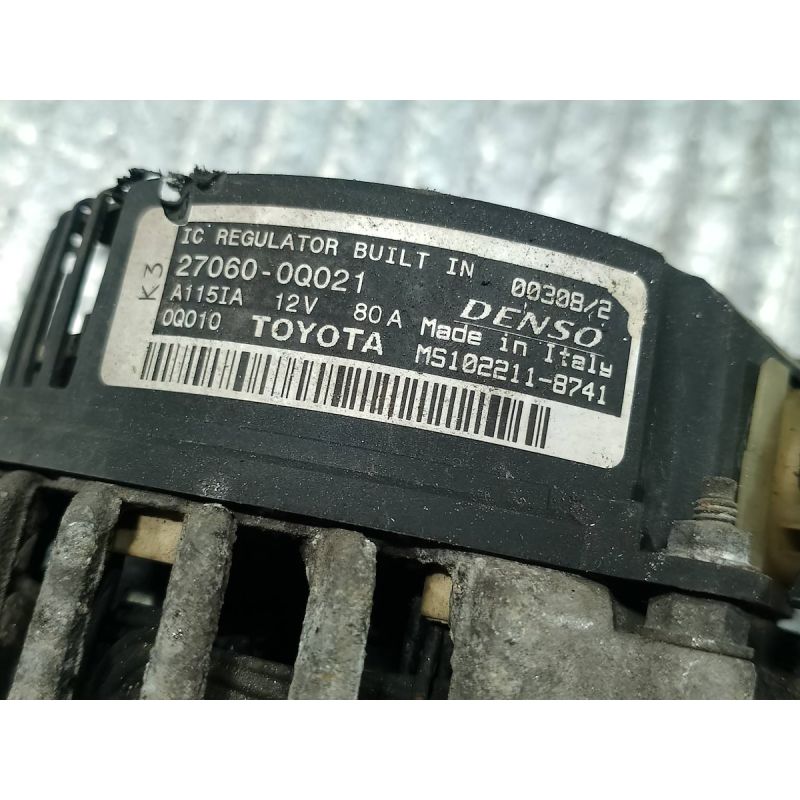 K3
IC REGULATOR BUILT IN
27060-0Q021 00308/2
A115IA 12V 80A DENSO
0Q010 TOYOTA Made in Italy
MS102211-8741